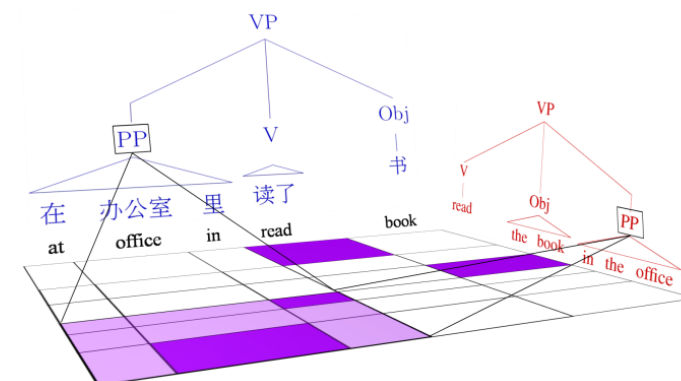 VP
PP V Obj
在 办公室 里 读了 书
at office in read book
VP
V Obj PP
read the book in the office